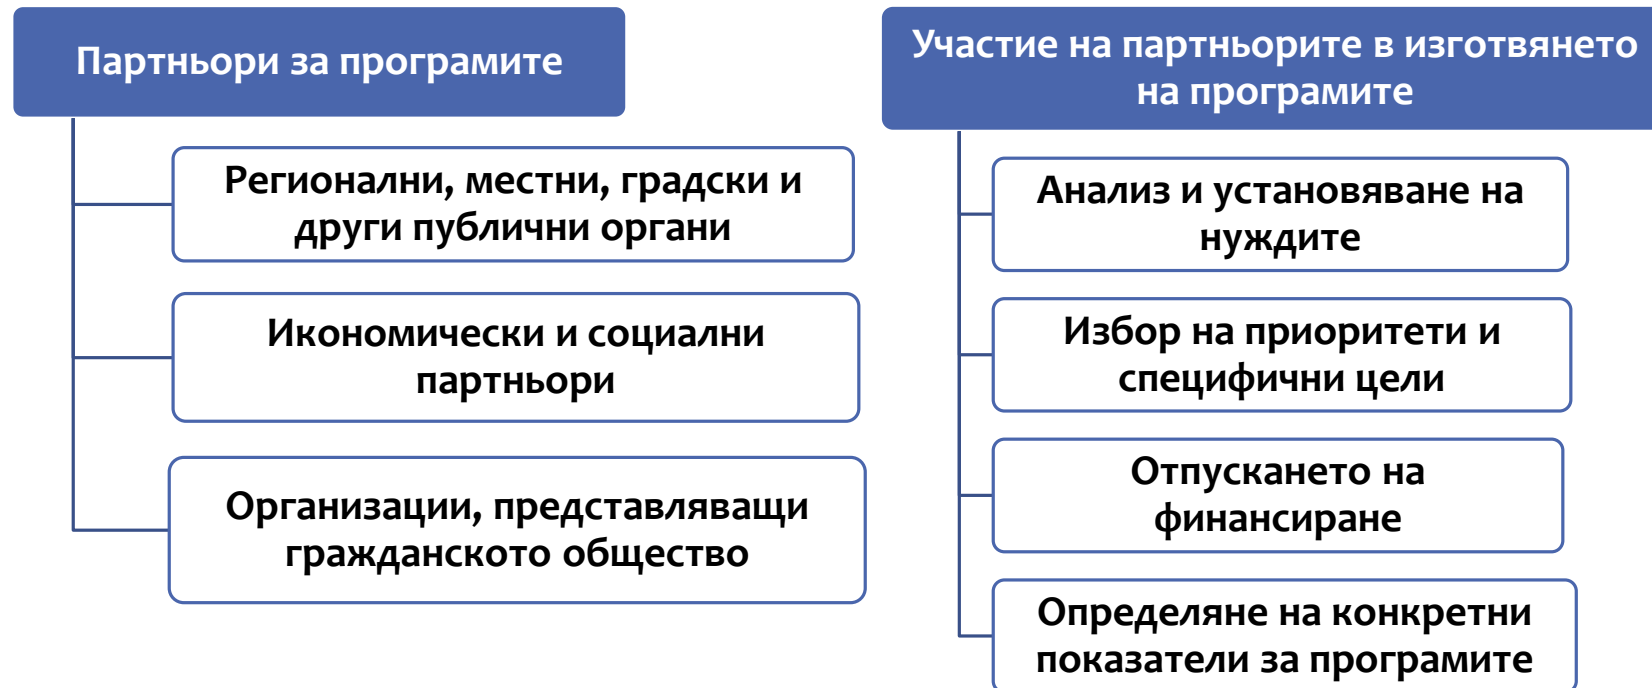 Партньори за програмите
Регионални, местни, градски и
други публични органи
Икономически и социални
партньори
Организации, представляващи
гражданското общество
Участие на партньорите в изготвянето
на програмите
Анализ и установяване на
нуждите
Избор на приоритети и
специфични цели
Отпускането на
финансиране
Определяне на конкретни
показатели за програмите